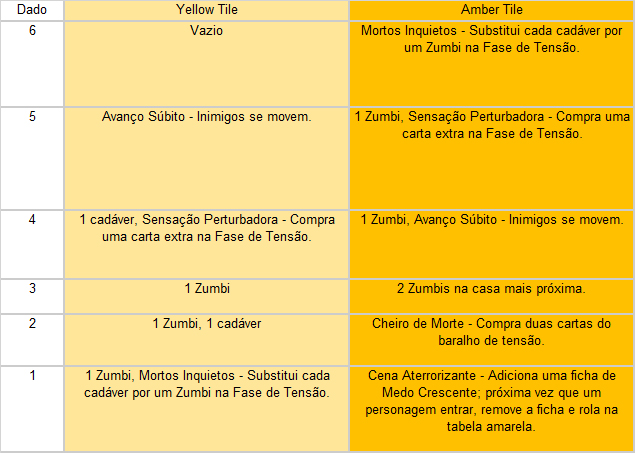 Dado Yellow Tile Amber Tile
6 Vazio Mortos Inquietos - Substitui cada cadáver por
um Zumbi na Fase de Tensão.
5 Avanço Súbito - Inimigos se movem. 1 Zumbi, Sensação Perturbadora - Compra uma
carta extra na Fase de Tensão.
4 1 cadáver, Sensação Perturbadora - Compra
uma carta extra na Fase de Tensão.
1 Zumbi, Avanço Súbito - Inimigos se movem.
3 1 Zumbi 2 Zumbis na casa mais próxima.
2 1 Zumbi, 1 cadáver Cheiro de Morte - Compra duas cartas do
baralho de tensão.
1 1 Zumbi, Mortos Inquietos - Substitui cada
cadáver por um Zumbi na Fase de Tensão.
Cena Aterrorizante - Adiciona uma ficha de
Medo Crescente; próxima vez que um
personagem entrar, remove a ficha e rola na
tabela amarela.